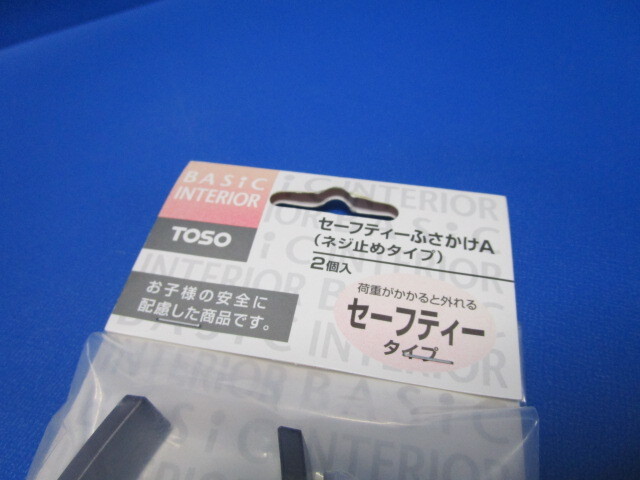 BASiC
INTERIOR
TOSO
セーフティーふさかけA
(ネジ止めタイプ)
2個入
お子様の安全に
配慮した商品です。
荷重がかかると外れる
セーフティー
タイプ